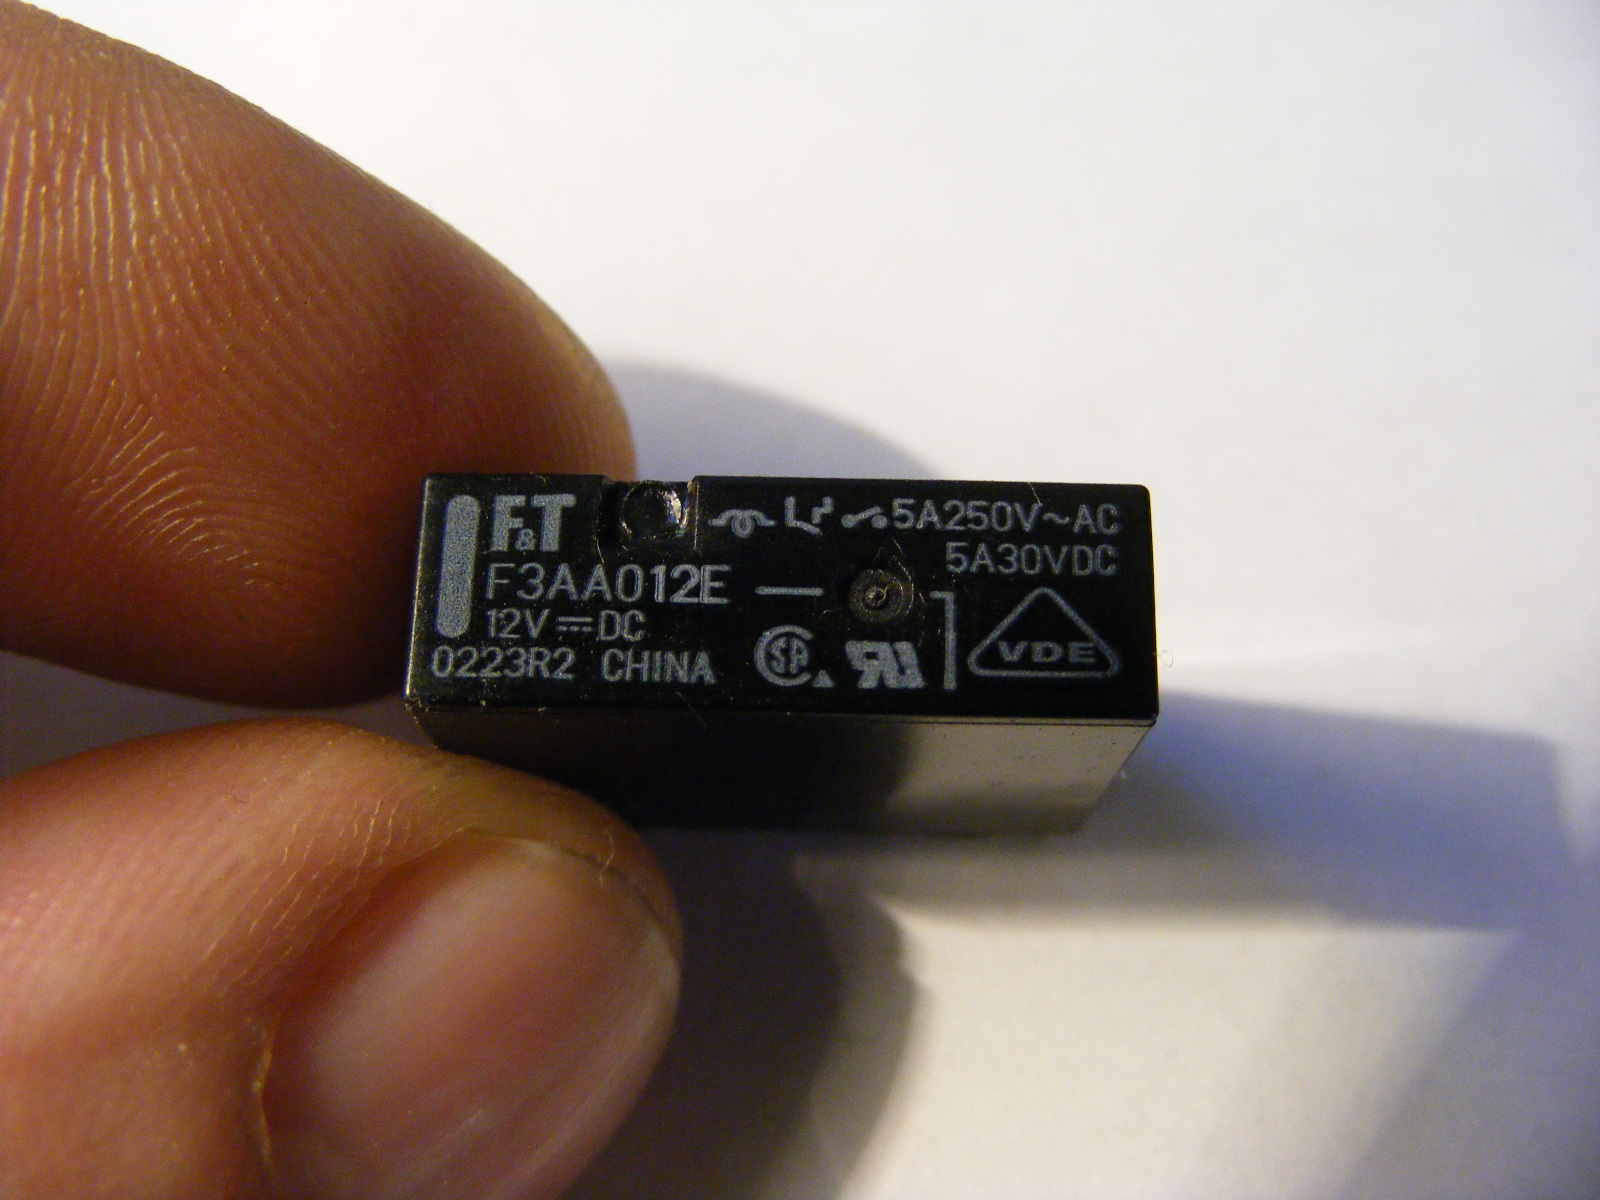 F&T 5A250V~AC
5A30VDC
F3AA012E
12V⎓DC
0223R2 CHINA
VDE